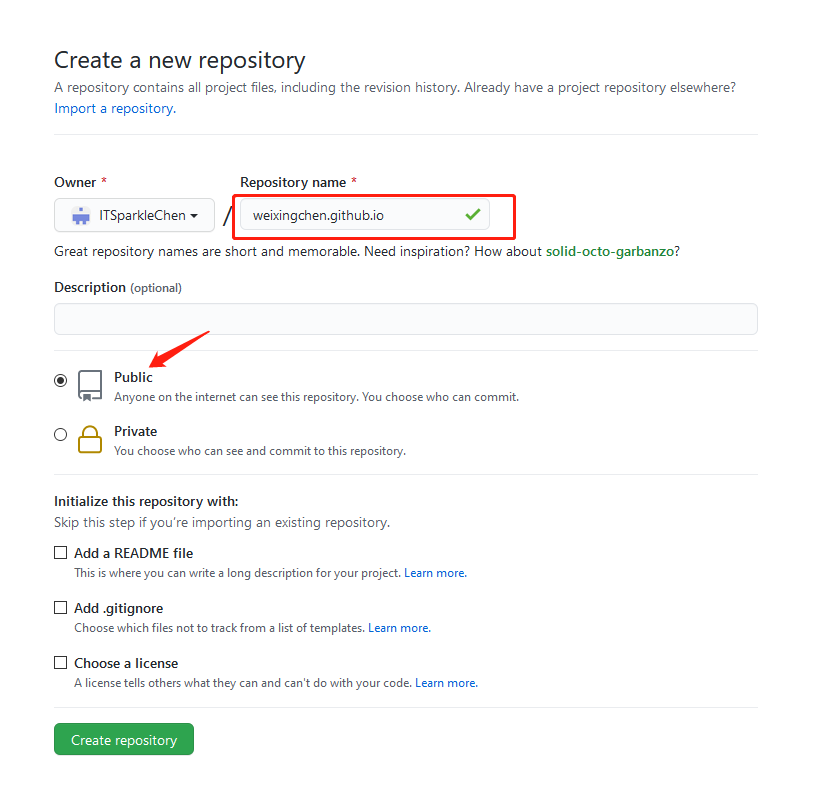 Create a new repository
A repository contains all project files, including the revision history. Already have a project repository elsewhere?
Import a repository.
Owner * Repository name *
ITSparkleChen / weixingchen.github.io
Great repository names are short and memorable. Need inspiration? How about solid-octo-garbanzo?
Description (optional)
Public
Anyone on the internet can see this repository. You choose who can commit.
Private
You choose who can see and commit to this repository.
Initialize this repository with:
Skip this step if you're importing an existing repository.
Add a README file
This is where you can write a long description for your project. Learn more.
Add .gitignore
Choose which files not to track from a list of templates. Learn more.
Choose a license
A license tells others what they can and can't do with your code. Learn more.
Create repository